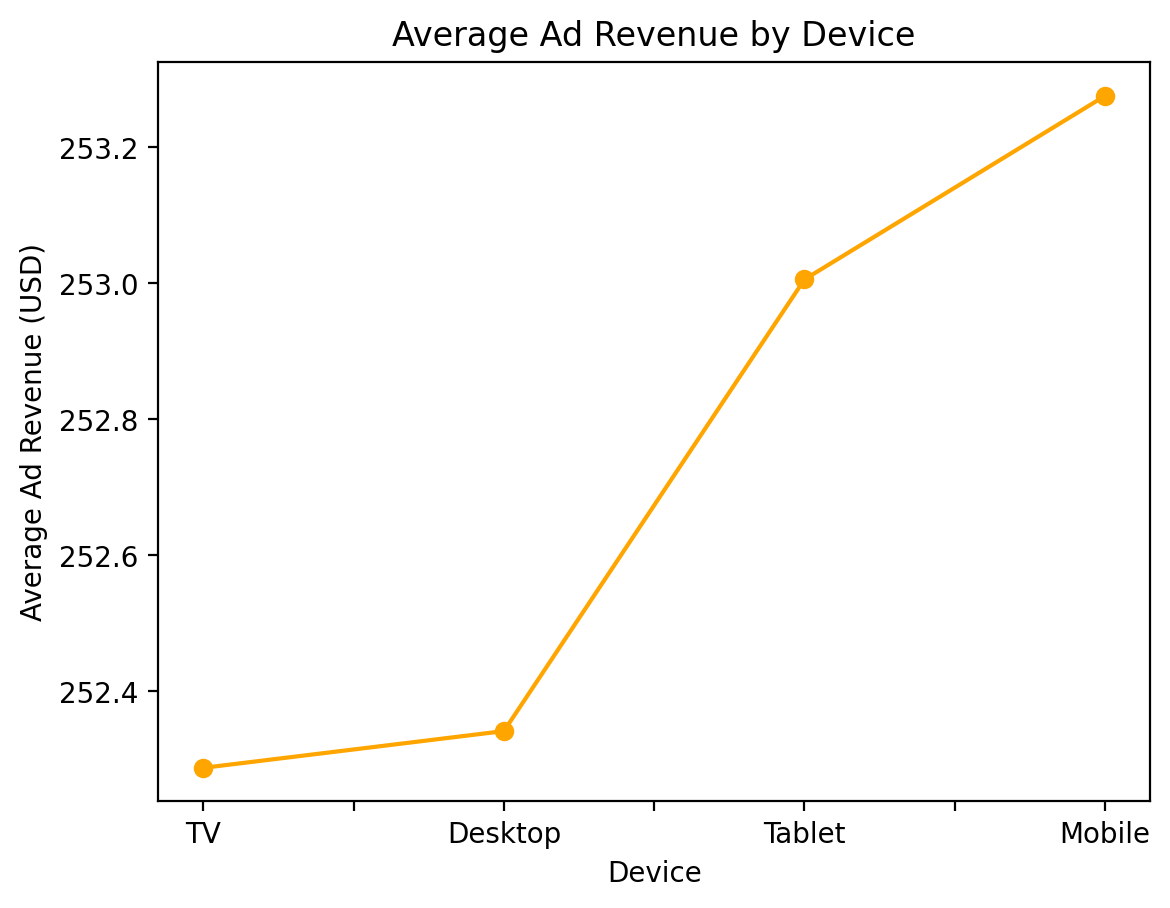 Average Ad Revenue by Device
Average Ad Revenue (USD)
253.2
253.0
252.8
252.6
252.4
TV Desktop Tablet Mobile
Device